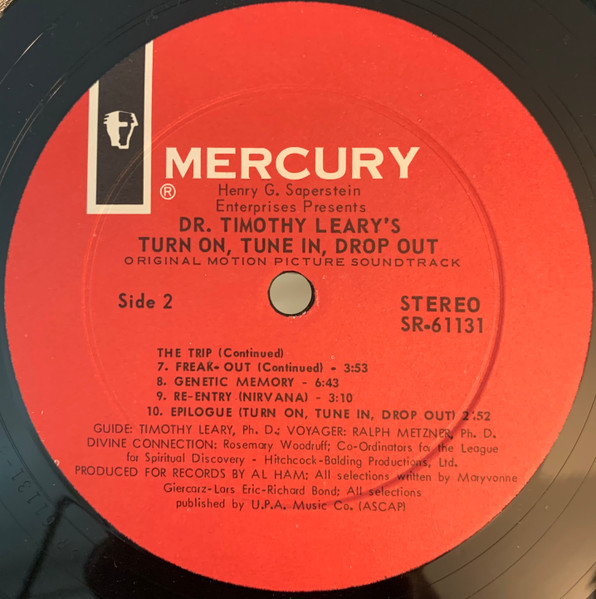 MERCURY
®
Henry G. Saperstein
Enterprises Presents
DR. TIMOTHY LEARY'S
TURN ON, TUNE IN, DROP OUT
ORIGINAL MOTION PICTURE SOUNDTRACK
Side 2
STEREO
SR-61131
THE TRIP (Continued)
7. FREAK-OUT (Continued) - 3:53
8. GENETIC MEMORY - 6:43
9. RE-ENTRY (NIRVANA) - 3:10
10. EPILOGUE (TURN ON, TUNE IN, DROP OUT) 2:52
GUIDE: TIMOTHY LEARY, Ph. D.; VOYAGER: RALPH METZNER, Ph. D.
DIVINE CONNECTION: Rosemary Woodruff; Co-Ordinators fo the League
for Spiritual Discovery - Hitchcock-Balding Productions, Ltd.
PRODUCED FOR RECORDS BY AL HAM; All selections written by Maryvonne
Giercarz-Lars Eric-Richard Bond; All selections
published by U.P.A. Music Co. (ASCAP)